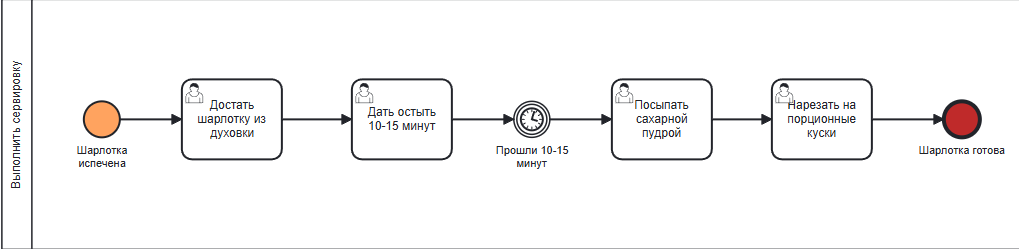 Выполнить сервировку
Шарлотка
испечена
Достать
шарлотку из
духовки
Дать остыть
10-15 минут
Прошли 10-15
минут
Посыпать
сахарной
пудрой
Нарезать на
порционные
куски
Шарлотка готова